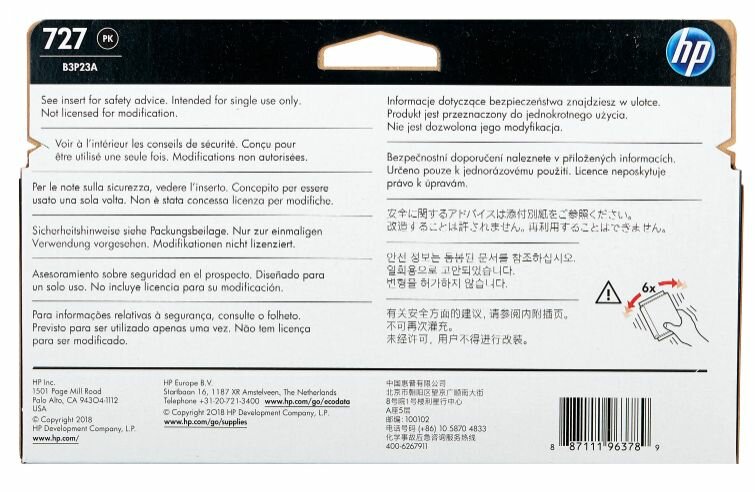 727 PK
B3P23A
hp
See insert for safety advice. Intended for single use only.
Not licensed for modification.
Voir à l'intérieur les conseils de sécurité. Conçu pour
être utilisé une seule fois. Modifications non autorisées.
Per le note sulla sicurezza, vedere l'inserto. Concepito per essere
usato una sola volta. Non è stata concessa licenza per modifiche.
Sicherheitshinweise siehe Packungsbeilage. Nur zur einmaligen
Verwendung vorgesehen. Modifikationen nicht lizenziert.
Asesoramiento sobre seguridad en el prospecto. Diseñado para
un solo uso. No incluye licencia para su modificación.
Para informações relativas à segurança, consulte o folheto.
Previsto para ser utilizado apenas uma vez. Não tem licença
para ser modificado.
Informacje dotyczące bezpieczeństwa znajdziesz w ulotce.
Produkt jest przeznaczony do jednokrotnego użycia.
Nie jest dozwolona jego modyfikacja.
Bezpečnostní doporučení naleznete v přiložených informacích.
Určeno pouze k jednorázovému použití. Licence neposkytuje
právo k úpravám.
安全に関するアドバイスは添付別紙をご参照ください。
改造することは許されません。再利用することはできません。
안전 정보는 동봉된 문서를 참조하십시오.
일회용으로 고안되었습니다.
변형을 허가하지 않습니다.
有关安全方面的建议，请参阅内附插页。
不可再次灌充。
未经许可，用户不得进行改装。
6x
HP Inc.
1501 Page Mill Road
Palo Alto, CA 94304-1112
USA
© Copyright 2018
HP Development Company, L.P.
www.hp.com/
HP Europe B.V.
Startbaan 16, 1187 XR Amstelveen, The Netherlands
Telephone +31-20-721-3400 www.hp.com/go/ecodata
© Copyright 2018 HP Development Company, L.P.
www.hp.com/go/supplies
中国惠普有限公司
北京市朝阳区望京广顺南大街
8号院1号楼利星行中心
A座5层
邮编: 100102
电话号码 (+86) 10 5870 4833
化学事故应急咨询服务热线
400-6267911
8 87111 96378 9